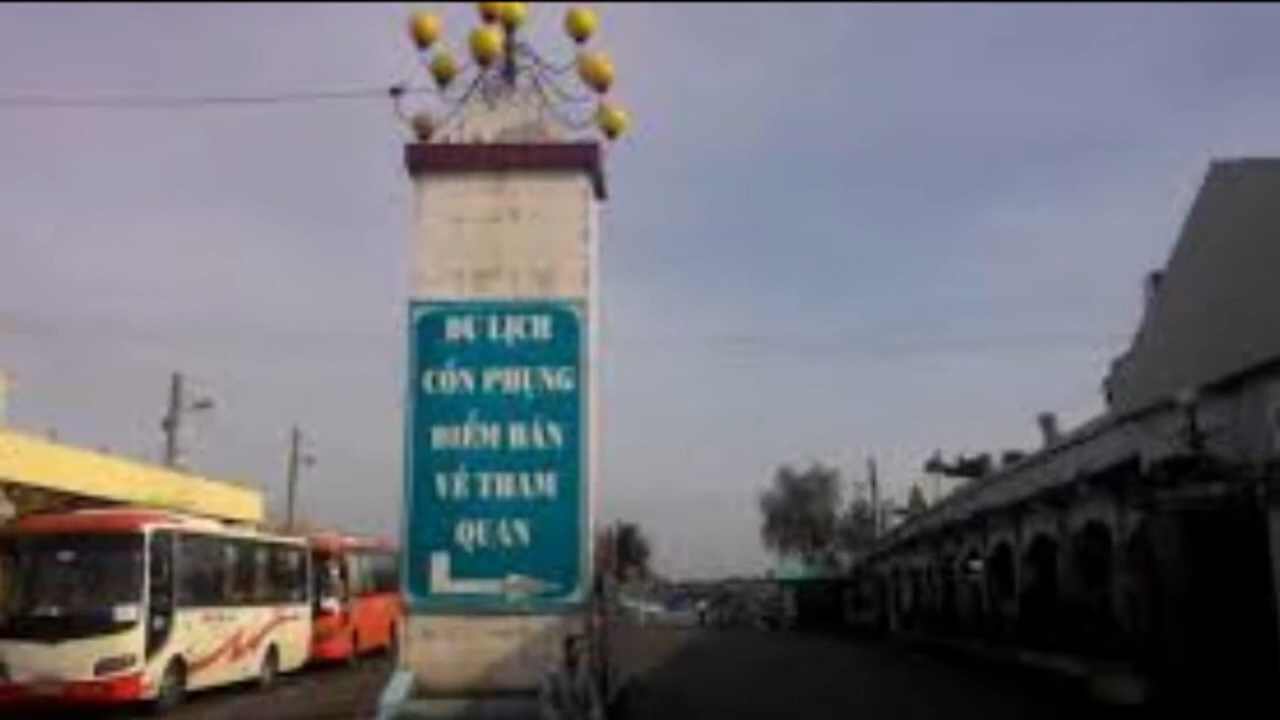 DU LỊCH
CỒN PHỤNG
ĐIỂM BÁN
VÉ THAM
QUAN